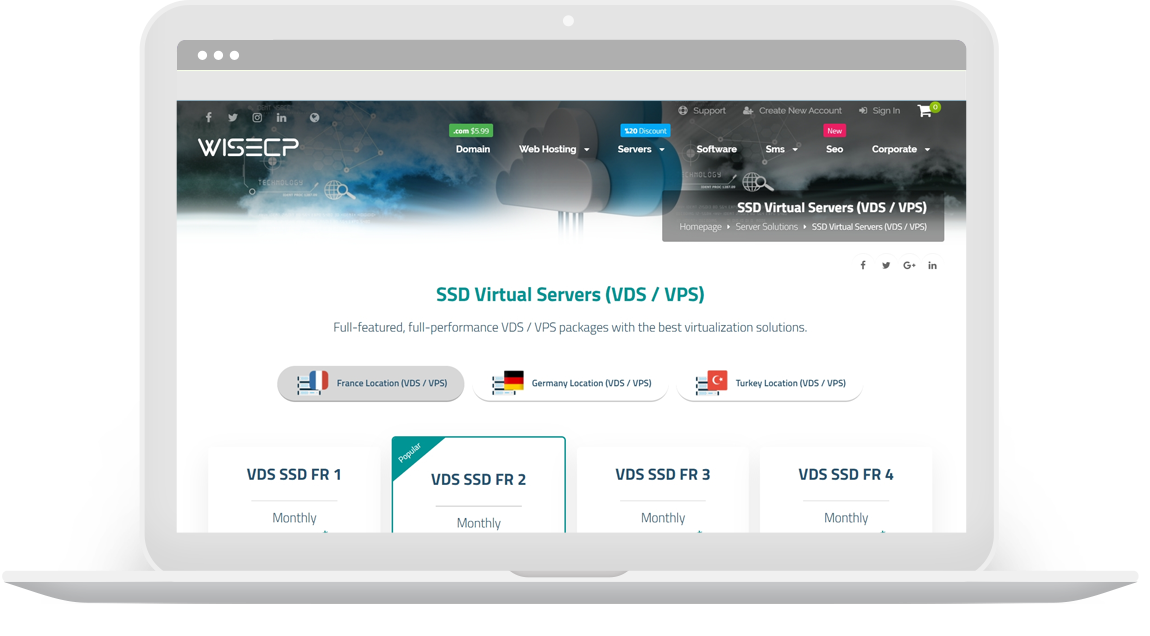 Support Create New Account Sign In 0
WISECP
.com $5.99 %20 Discount New
Domain Web Hosting Servers Software Sms Seo Corporate
TECHNOLOGY
SSD Virtual Servers (VDS / VPS)
Homepage Server Solutions SSD Virtual Servers (VDS / VPS)
SSD Virtual Servers (VDS / VPS)
Full-featured, full-performance VDS / VPS packages with the best virtualization solutions.
France Location (VDS / VPS) Germany Location (VDS / VPS) Turkey Location (VDS / VPS)
Popular
VDS SSD FR 1 VDS SSD FR 2 VDS SSD FR 3 VDS SSD FR 4
Monthly Monthly Monthly Monthly